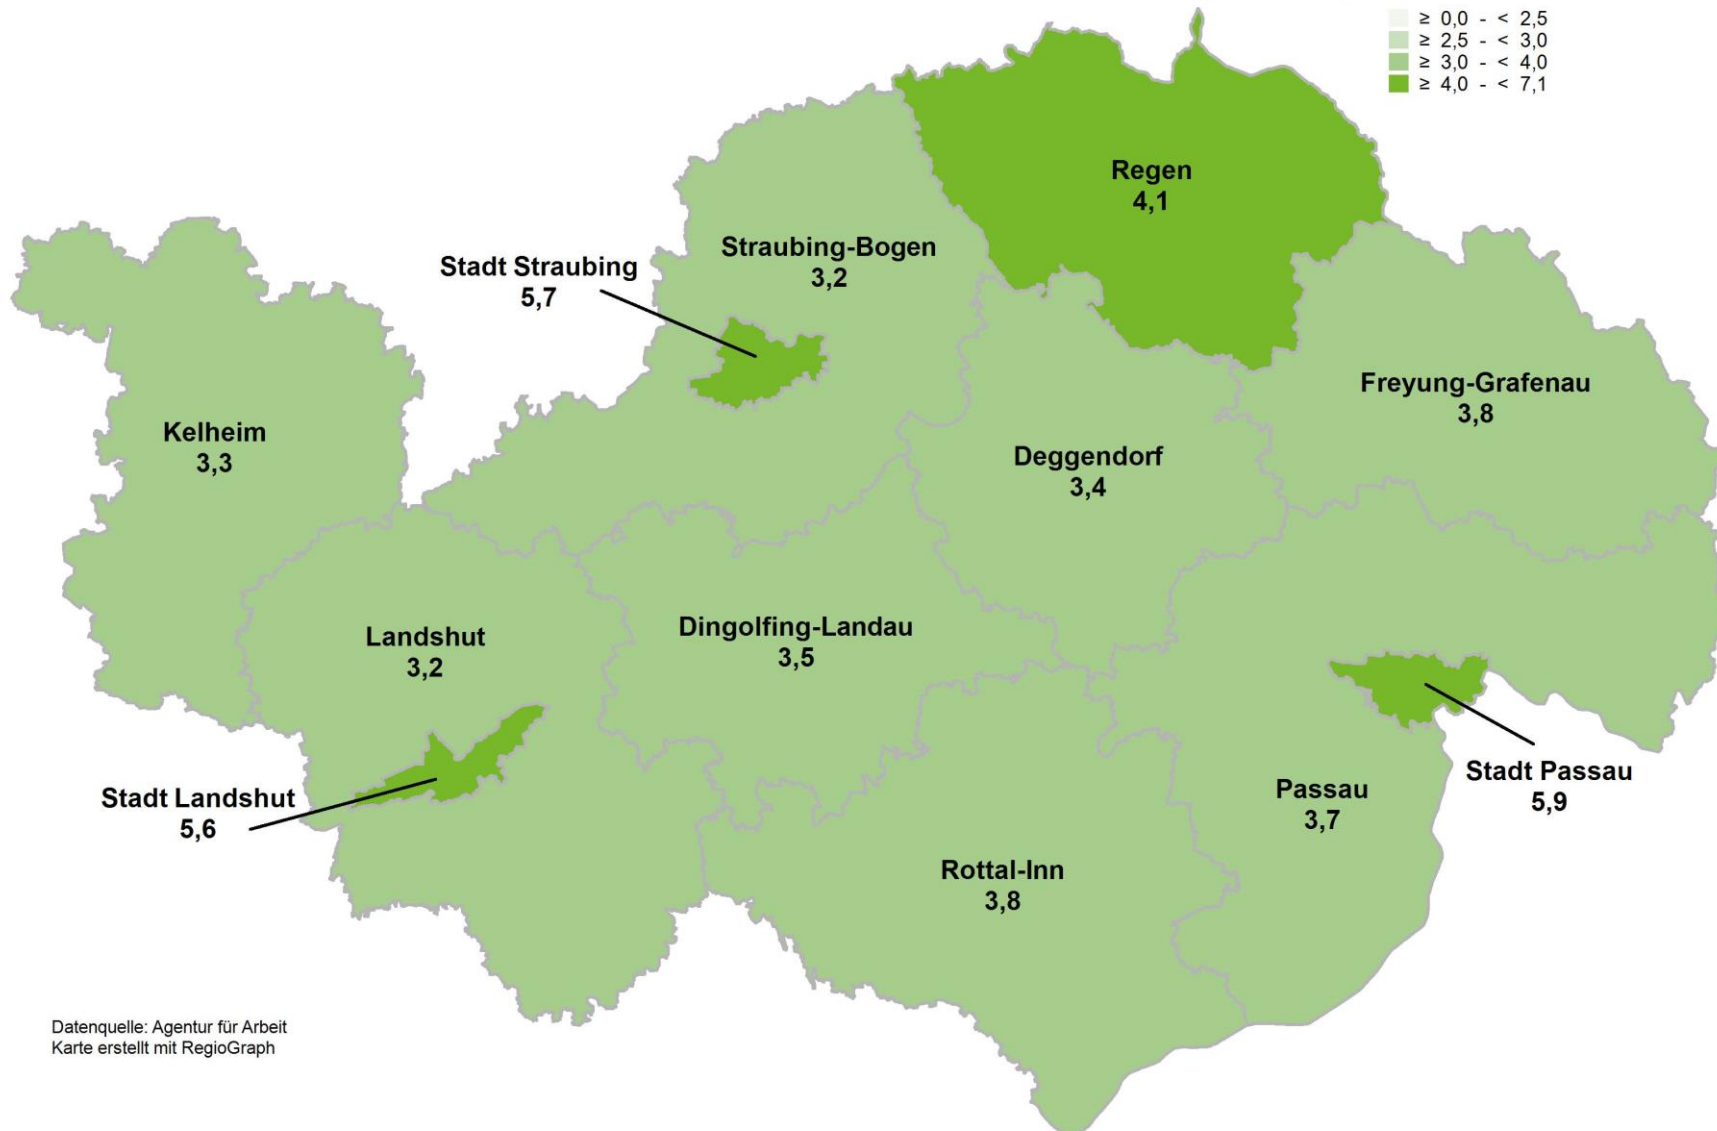 ≥ 0,0 - < 2,5
≥ 2,5 - < 3,0
≥ 3,0 - < 4,0
≥ 4,0 - < 7,1
Regen
4,1
Straubing-Bogen
3,2
Stadt Straubing
5,7
Freyung-Grafenau
3,8
Kelheim
3,3
Deggendorf
3,4
Landshut
3,2
Dingolfing-Landau
3,5
Stadt Landshut
5,6
Passau
3,7
Stadt Passau
5,9
Rottal-Inn
3,8
Datenquelle: Agentur für Arbeit
Karte erstellt mit RegioGraph